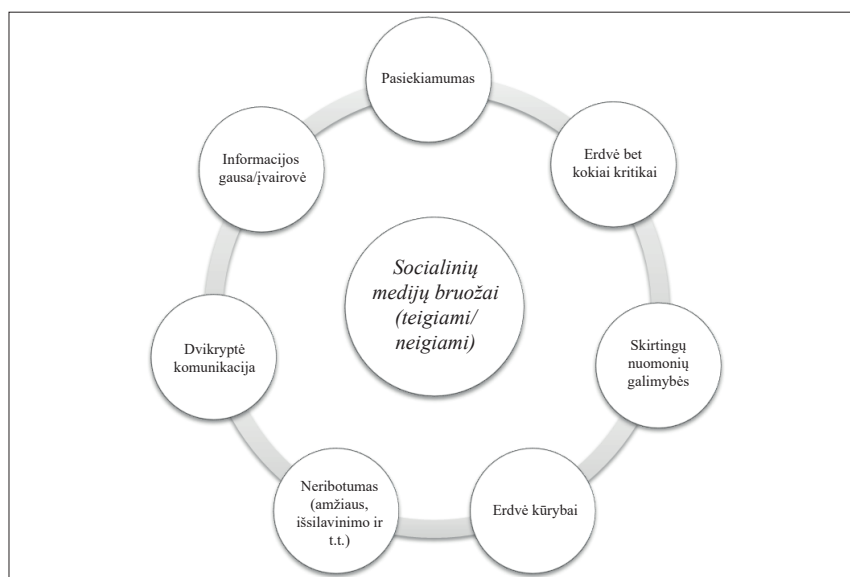 Pasiekiamumas
Erdvė bet
kokiai kritikai
Skirtingų
nuomonių
galimybės
Erdvė kūrybai
Neribotumas
(amžiaus,
išsilavinimo ir
t.t.)
Dvikryptė
komunikacija
Informacijos
gausa/įvairovė
Socialinių
medijų bruožai
(teigiami/
neigiami)